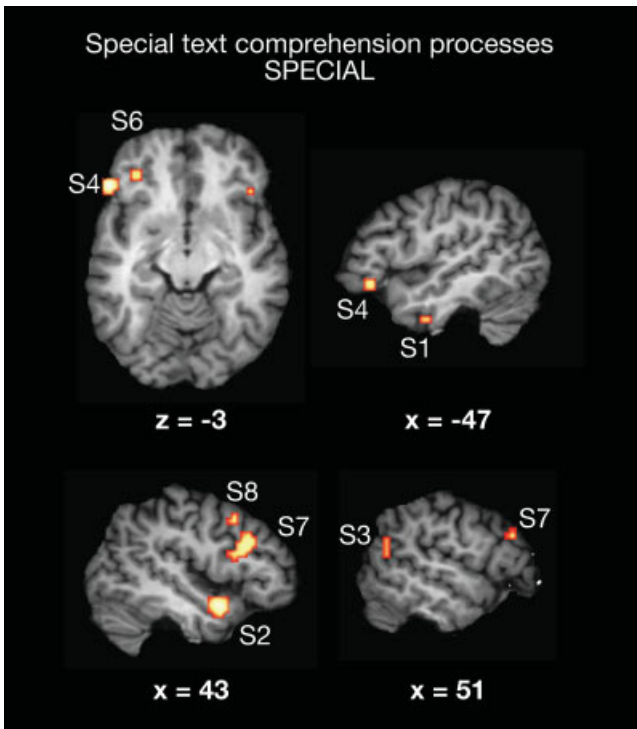 Special text comprehension processes
SPECIAL
S6
S4
S4
S1
z = -3
x = -47
S8
S7
S2
S3
S7
x = 43
x = 51